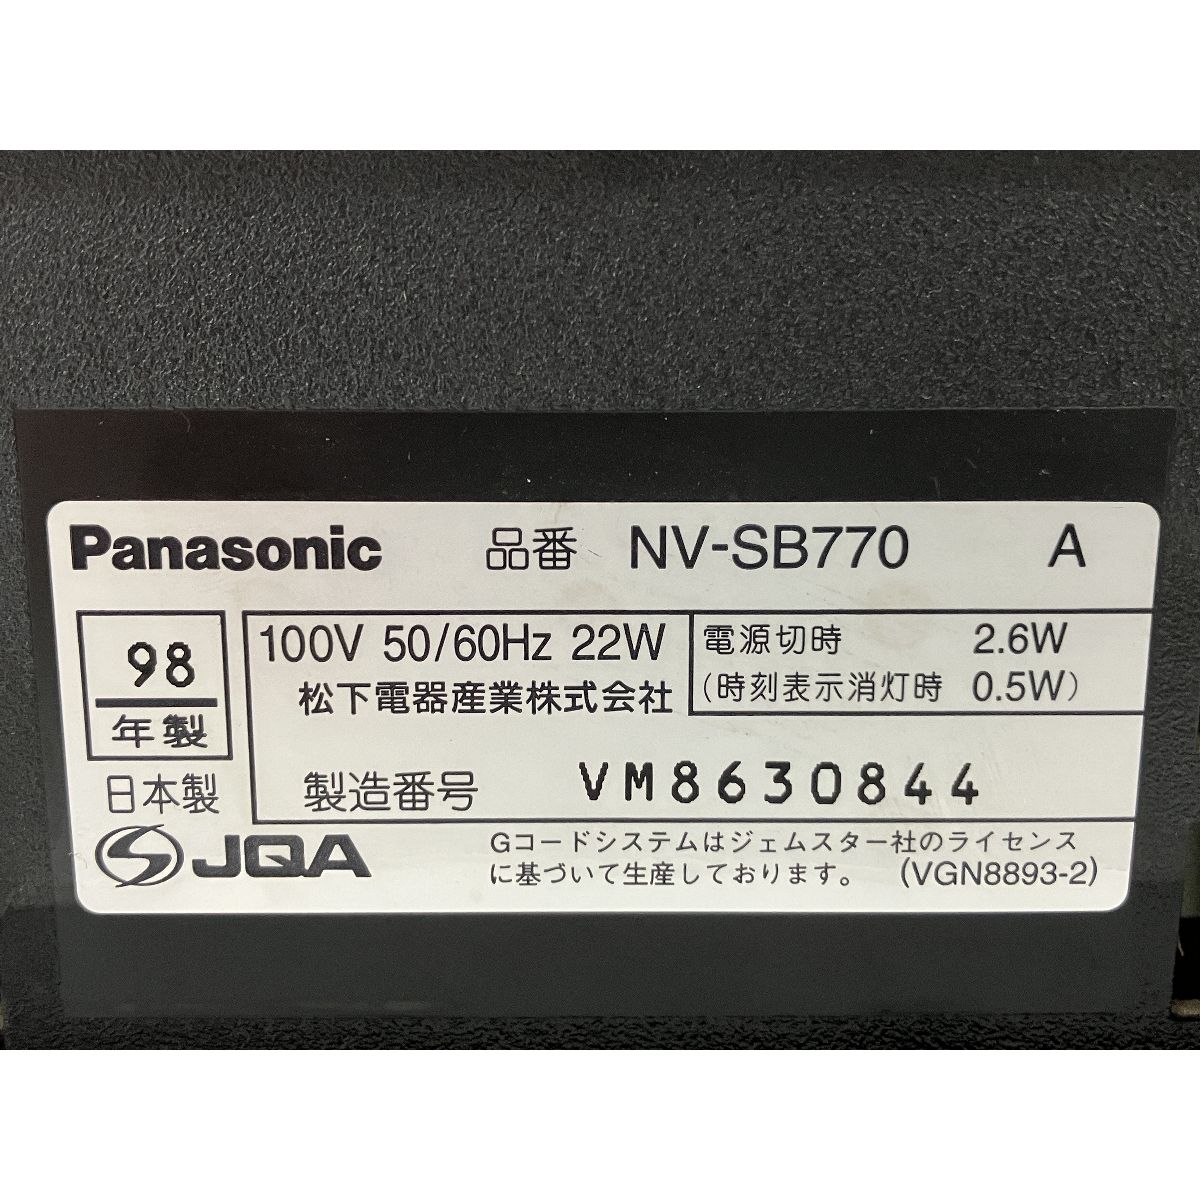 Panasonic 品番 NV-SB770 A
98
年製
日本製
100V 50/60Hz 22W
松下電器産業株式会社
電源切時 2.6W
(時刻表示消灯時 0.5W)
製造番号 VM8630844
JQA
Gコードシステムはジェムスター社のライセンス
に基づいて生産しております。 (VGN8893-2)